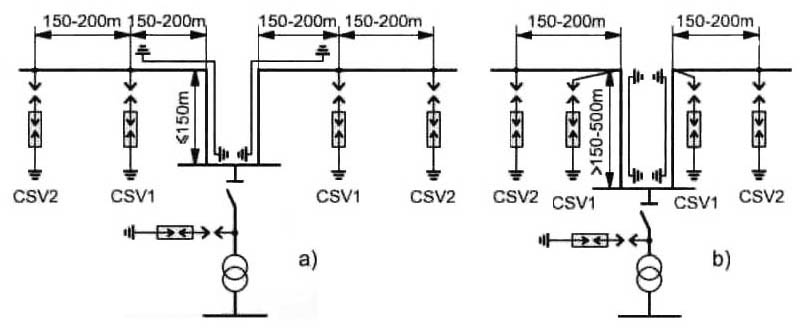 150-200m 150-200m 150-200m 150-200m
≤150m
CSV2 CSV1 CSV1 CSV2
a)
150-200m 150-200m
>150-500m
CSV2 CSV1 CSV1 CSV2
b)